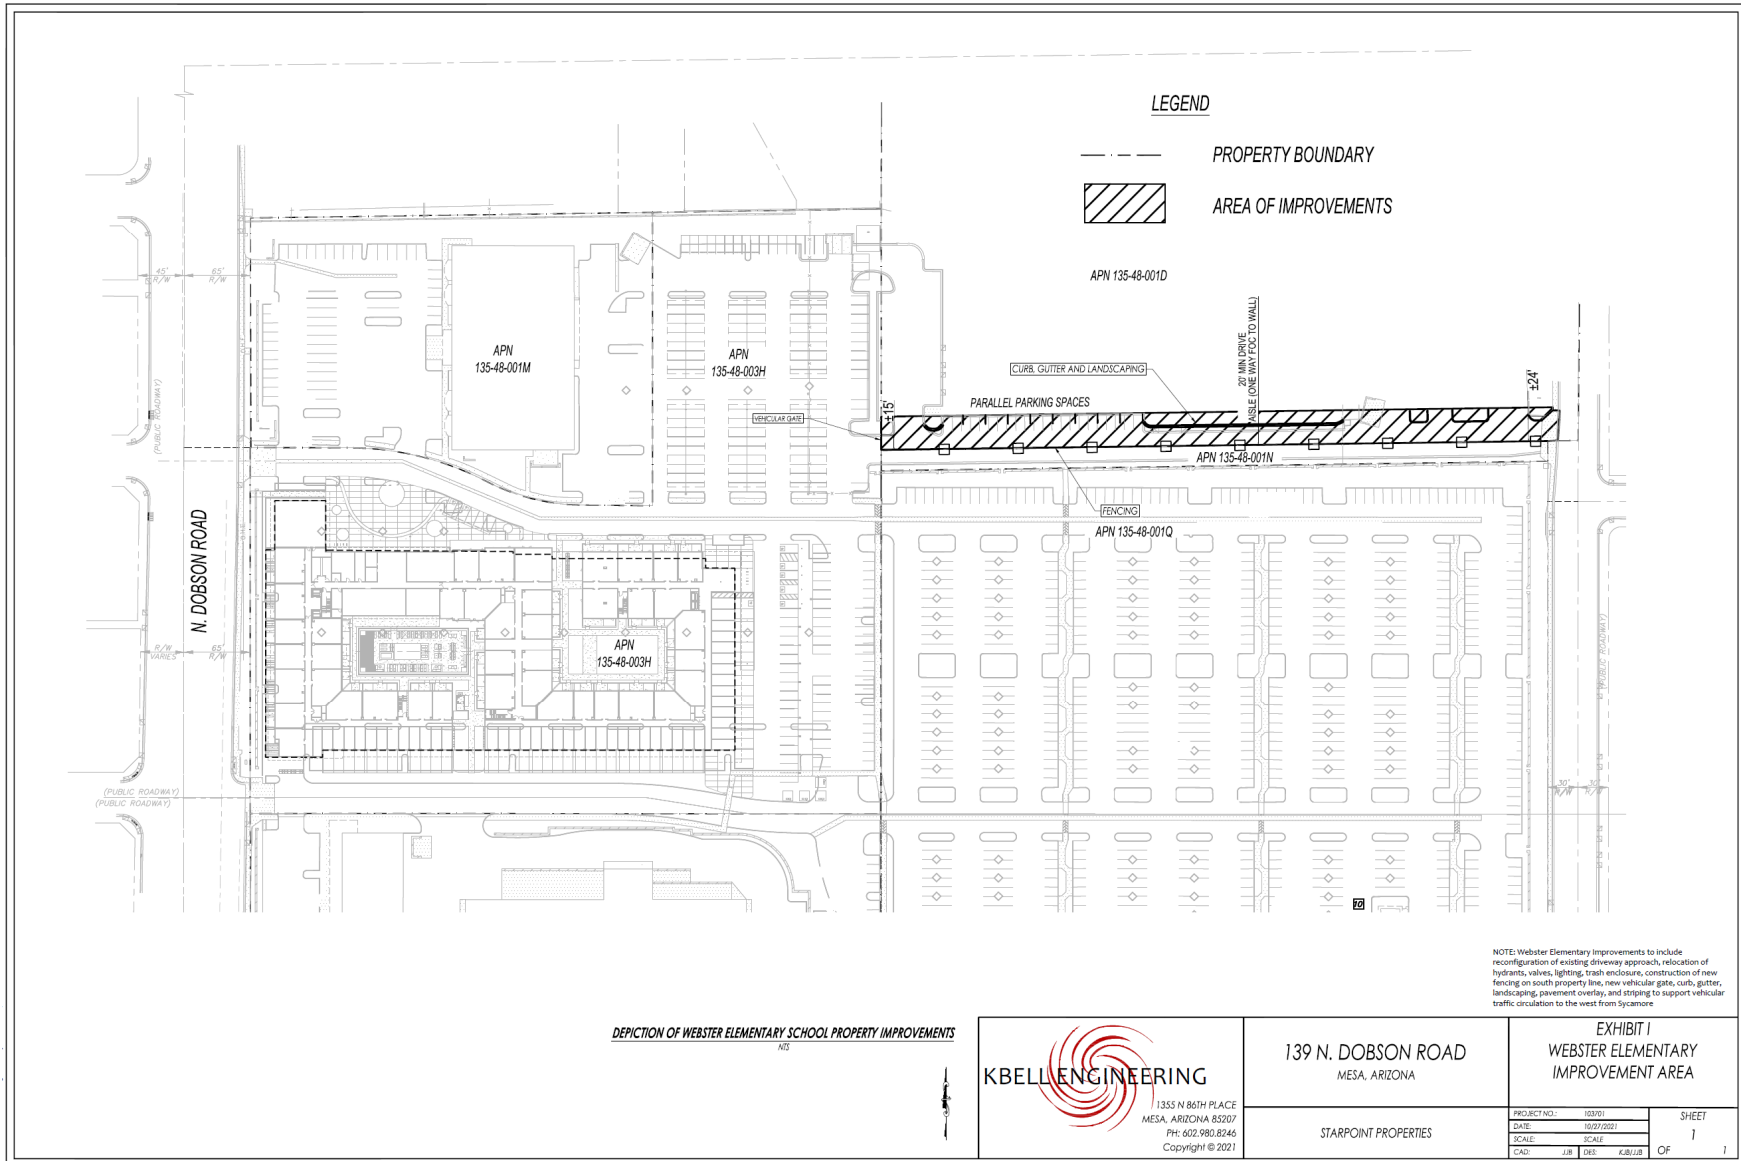 LEGEND
PROPERTY BOUNDARY
AREA OF IMPROVEMENTS
APN 135-48-001D
45'
R/W
65'
R/W
(PUBLIC ROADWAY)
APN
135-48-001M
APN
135-48-003H
20' MIN DRIVE
AISLE (ONE WAY FOC TO WALL)
CURB, GUTTER AND LANDSCAPING
PARALLEL PARKING SPACES
±15'
±24'
VEHICULAR GATE
APN 135-48-001N
FENCING
APN 135-48-001Q
N. DOBSON ROAD
R/W
VARIES
65'
R/W
APN
135-48-003H
(PUBLIC ROADWAY)
(PUBLIC ROADWAY)
(PUBLIC ROADWAY)
30'
R/W
30'
R/W
10
NOTE: Webster Elementary Improvements to include
reconfiguration of existing driveway approach, relocation of
hydrants, valves, lighting, trash enclosure, construction of new
fencing on south property line, new vehicular gate, curb, gutter,
landscaping, pavement overlay, and striping to support vehicular
traffic circulation to the west from Sycamore
DEPICTION OF WEBSTER ELEMENTARY SCHOOL PROPERTY IMPROVEMENTS
NTS
KBELL ENGINEERING
1355 N 86TH PLACE
MESA, ARIZONA 85207
PH: 602.980.8246
Copyright © 2021
139 N. DOBSON ROAD
MESA, ARIZONA
STARPOINT PROPERTIES
EXHIBIT I
WEBSTER ELEMENTARY
IMPROVEMENT AREA
PROJECT NO.: 103701
DATE: 10/27/2021
SCALE: SCALE
CAD: JJB DES: KJB/JJB
SHEET
1
OF 1